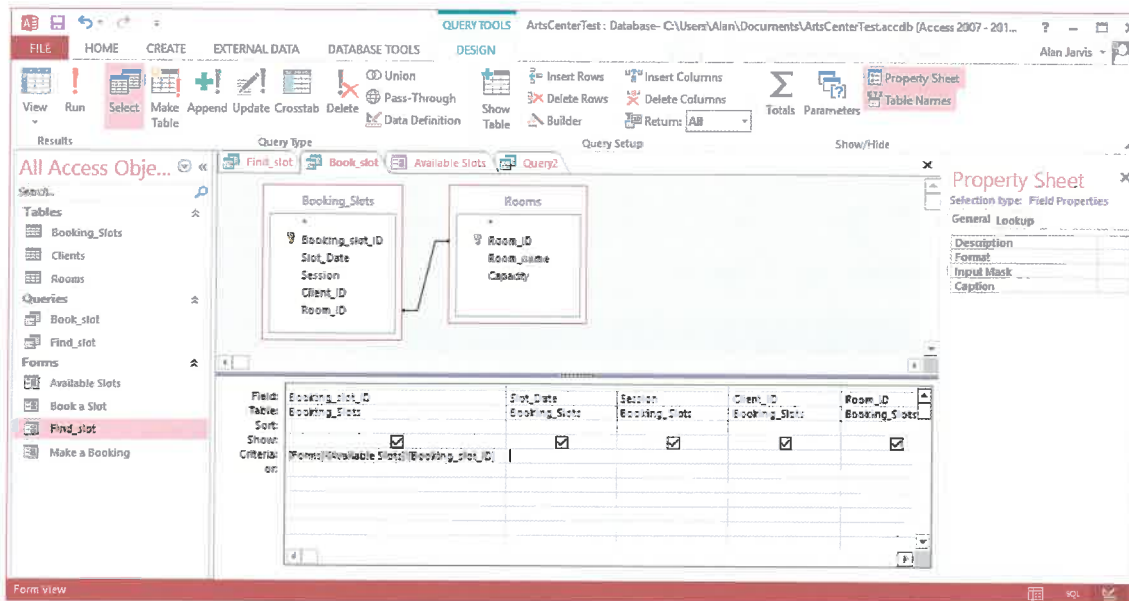 QUERY TOOLS ArtsCenterTest : Database- C:\Users\Alan\Documents\ArtsCenterTest.accdb (Access 2007 - 201... ?
FILE HOME CREATE EXTERNAL DATA DATABASE TOOLS DESIGN Alan Jarvis
View Run Select Make Table Append Update Crosstab Delete
Union
Pass-Through
Data Definition
Show Table
Insert Rows
Delete Rows
Builder
Insert Columns
Delete Columns
Return: All
Totals Parameters
Property Sheet
Table Names
Results Query Type Query Setup Show/Hide
All Access Obje... «
Search...
Tables
Booking_Slots
Clients
Rooms
Queries
Book_slot
Find_slot
Forms
Available Slots
Book a Slot
Find_slot
Make a Booking
Find_slot Book_slot Available Slots Query2
Booking_Slots
*
Booking_slot_ID
Slot_Date
Session
Client_ID
Room_ID
Rooms
*
Room_ID
Room_name
Capacity
Field: Booking_slot_ID Slot_Date Session Client_ID Room_ID
Table: Booking_Slots Booking_Slots Booking_Slots Booking_Slots Booking_Slots
Sort:
Show:
Criteria: [Forms]![Available Slots]![Booking_slot_ID]
or:
Property Sheet
Selection type: Field Properties
General Lookup
Description
Format
Input Mask
Caption
Form View SQL